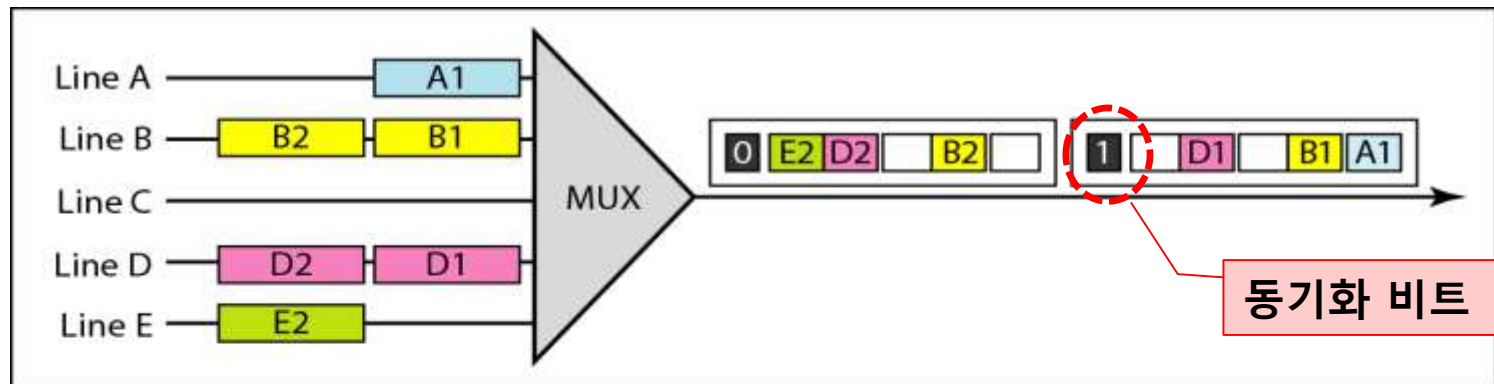 Line A A1
Line B B2 B1
Line C
Line D D2 D1
Line E E2
MUX
0 E2 D2 B2 1 D1 B1 A1
동기화 비트